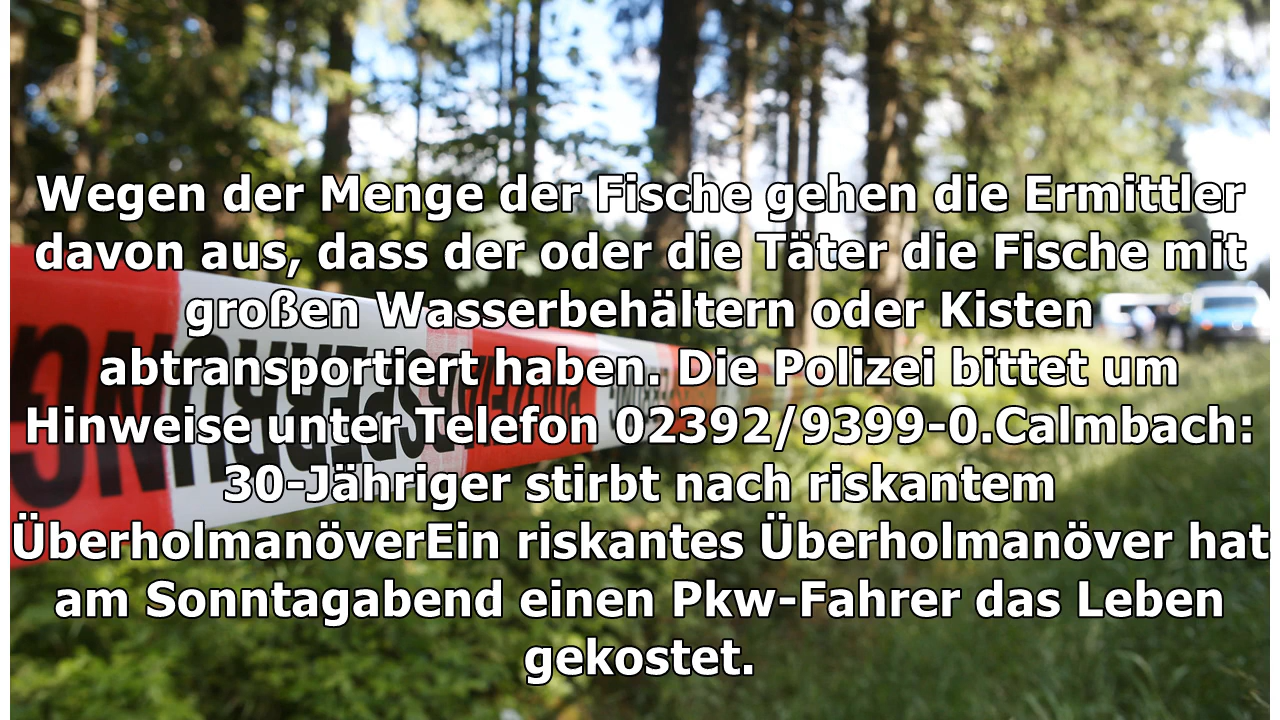 Wegen der Menge der Fische gehen die Ermittler
davon aus, dass der oder die Täter die Fische mit
großen Wasserbehältern oder Kisten
abtransportiert haben. Die Polizei bittet um
Hinweise unter Telefon 02392/9399-0.Calmbach:
30-Jähriger stirbt nach riskantem
ÜberholmanöverEin riskantes Überholmanöver hat
am Sonntagabend einen Pkw-Fahrer das Leben
gekostet.
POLIZEIABSPERRUNG